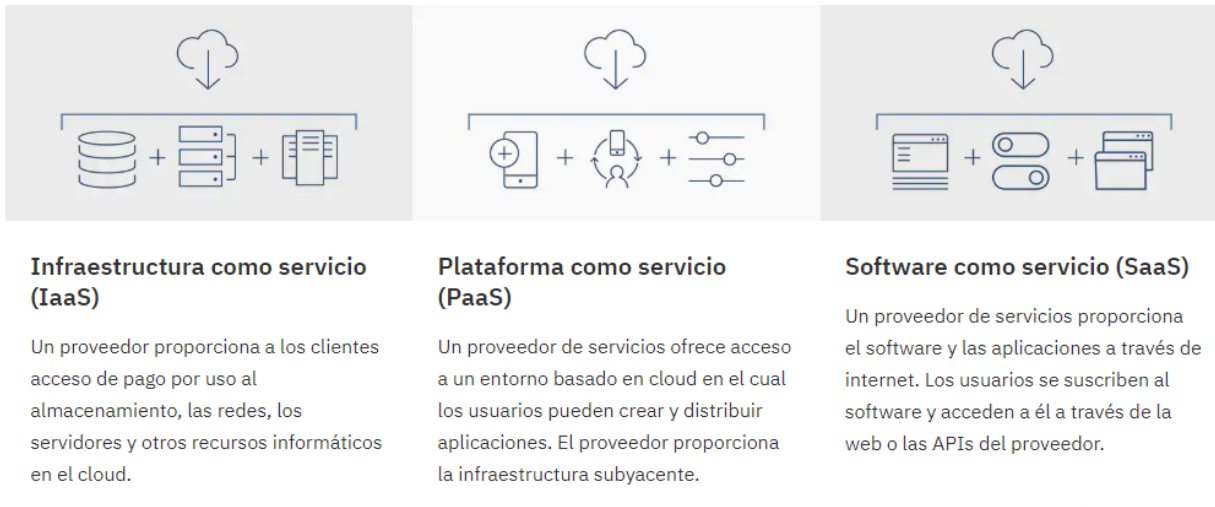 Infraestructura como servicio
(IaaS)
Un proveedor proporciona a los clientes
acceso de pago por uso al
almacenamiento, las redes, los
servidores y otros recursos informáticos
en el cloud.
Plataforma como servicio
(PaaS)
Un proveedor de servicios ofrece acceso
a un entorno basado en cloud en el cual
los usuarios pueden crear y distribuir
aplicaciones. El proveedor proporciona
la infraestructura subyacente.
Software como servicio (SaaS)
Un proveedor de servicios proporciona
el software y las aplicaciones a través de
internet. Los usuarios se suscriben al
software y acceden a él a través de la
web o las APIs del proveedor.